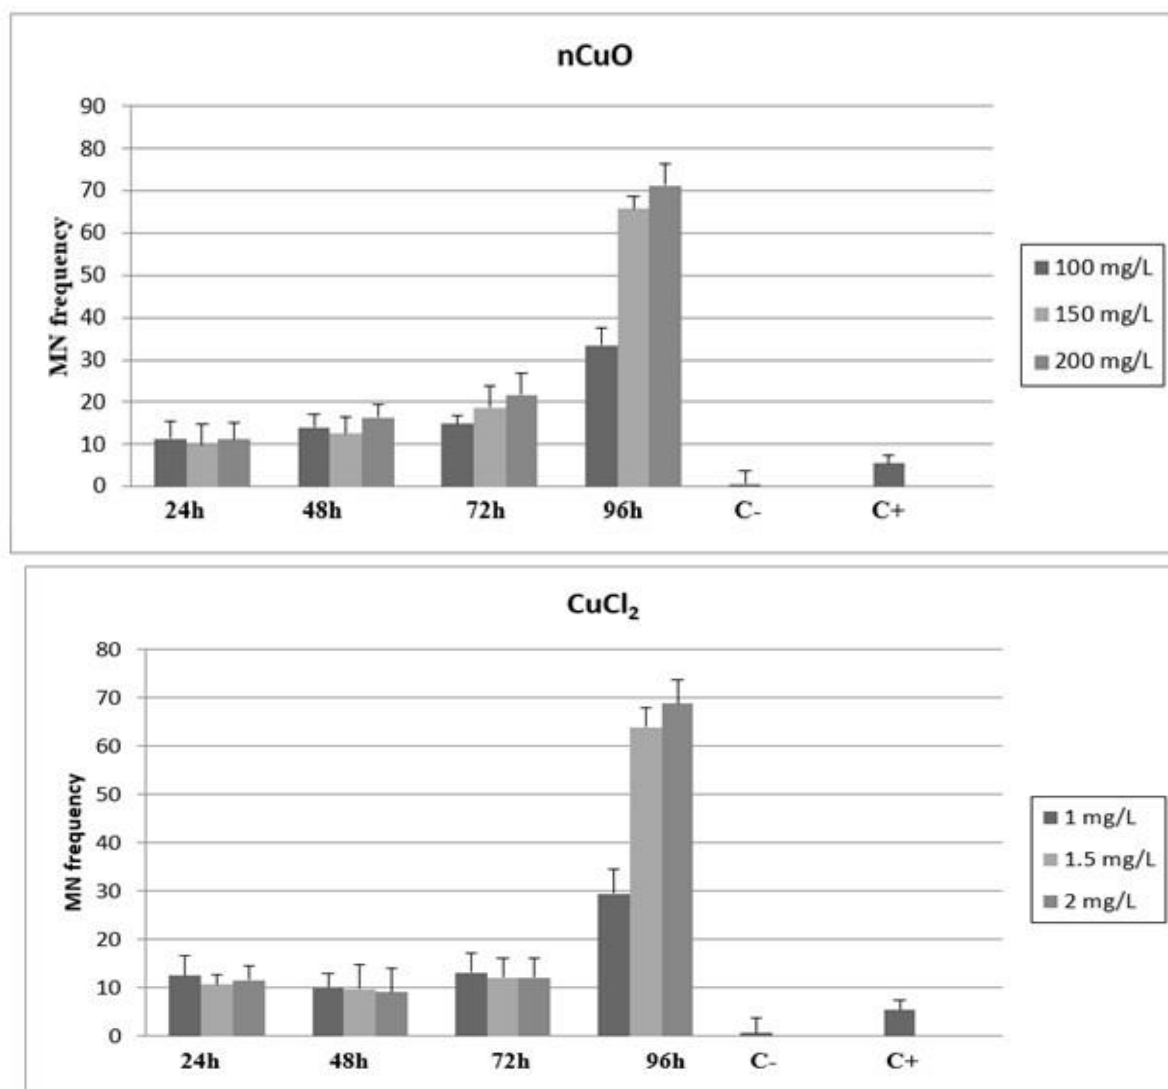 nCuO
MN frequency
90
80
70
60
50
40
30
20
10
0
24h 48h 72h 96h C- C+
100 mg/L
150 mg/L
200 mg/L
CuCl₂
MN frequency
80
70
60
50
40
30
20
10
0
24h 48h 72h 96h C- C+
1 mg/L
1.5 mg/L
2 mg/L